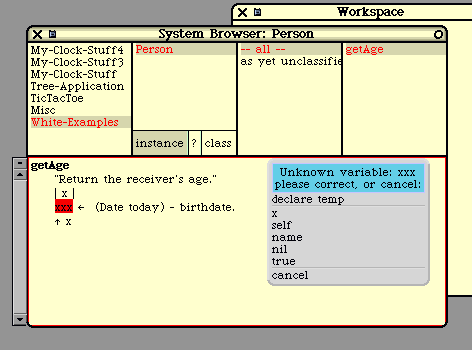 Workspace
System Browser: Person
My-Clock-Stuff4
My-Clock-Stuff3
My-Clock-Stuff
Tree-Application
TicTacToe
Misc
White-Examples
Person
instance ? class
-- all --
as yet unclassifie
getAge
getAge
"Return the receiver's age."
| x |
xxx ← (Date today) - birthdate.
↑ x
Unknown variable: xxx
please correct, or cancel:
declare temp
x
self
name
nil
true
cancel